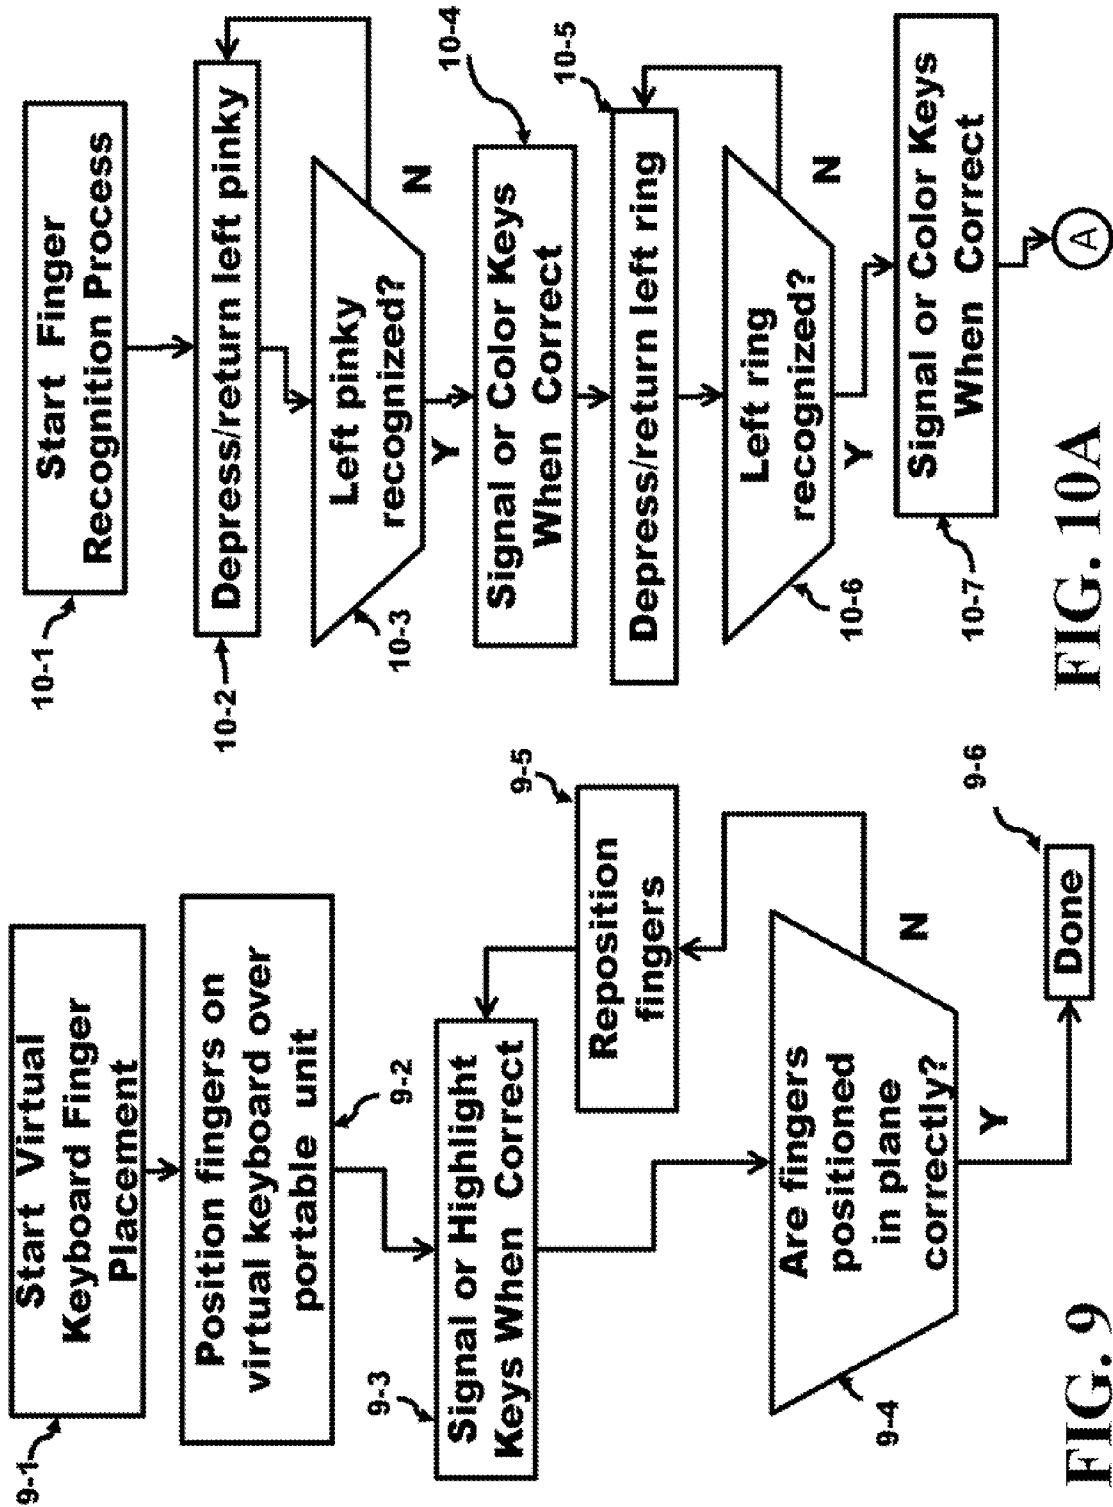 9-1
Start Virtual
Keyboard Finger
Placement
Position fingers on
virtual keyboard over
portable unit
9-2
9-3
Signal or Highlight
Keys When Correct
9-5
Reposition
fingers
9-4
Are fingers
positioned
in plane
correctly?
N
Y
9-6
Done
FIG. 9
10-1
Start Finger
Recognition Process
10-2
Depress/return left pinky
10-3
Left pinky
recognized?
N
Y
10-4
Signal or Color Keys
When Correct
10-5
Depress/return left ring
10-6
Left ring
recognized?
N
Y
10-7
Signal or Color Keys
When Correct
A
FIG. 10A